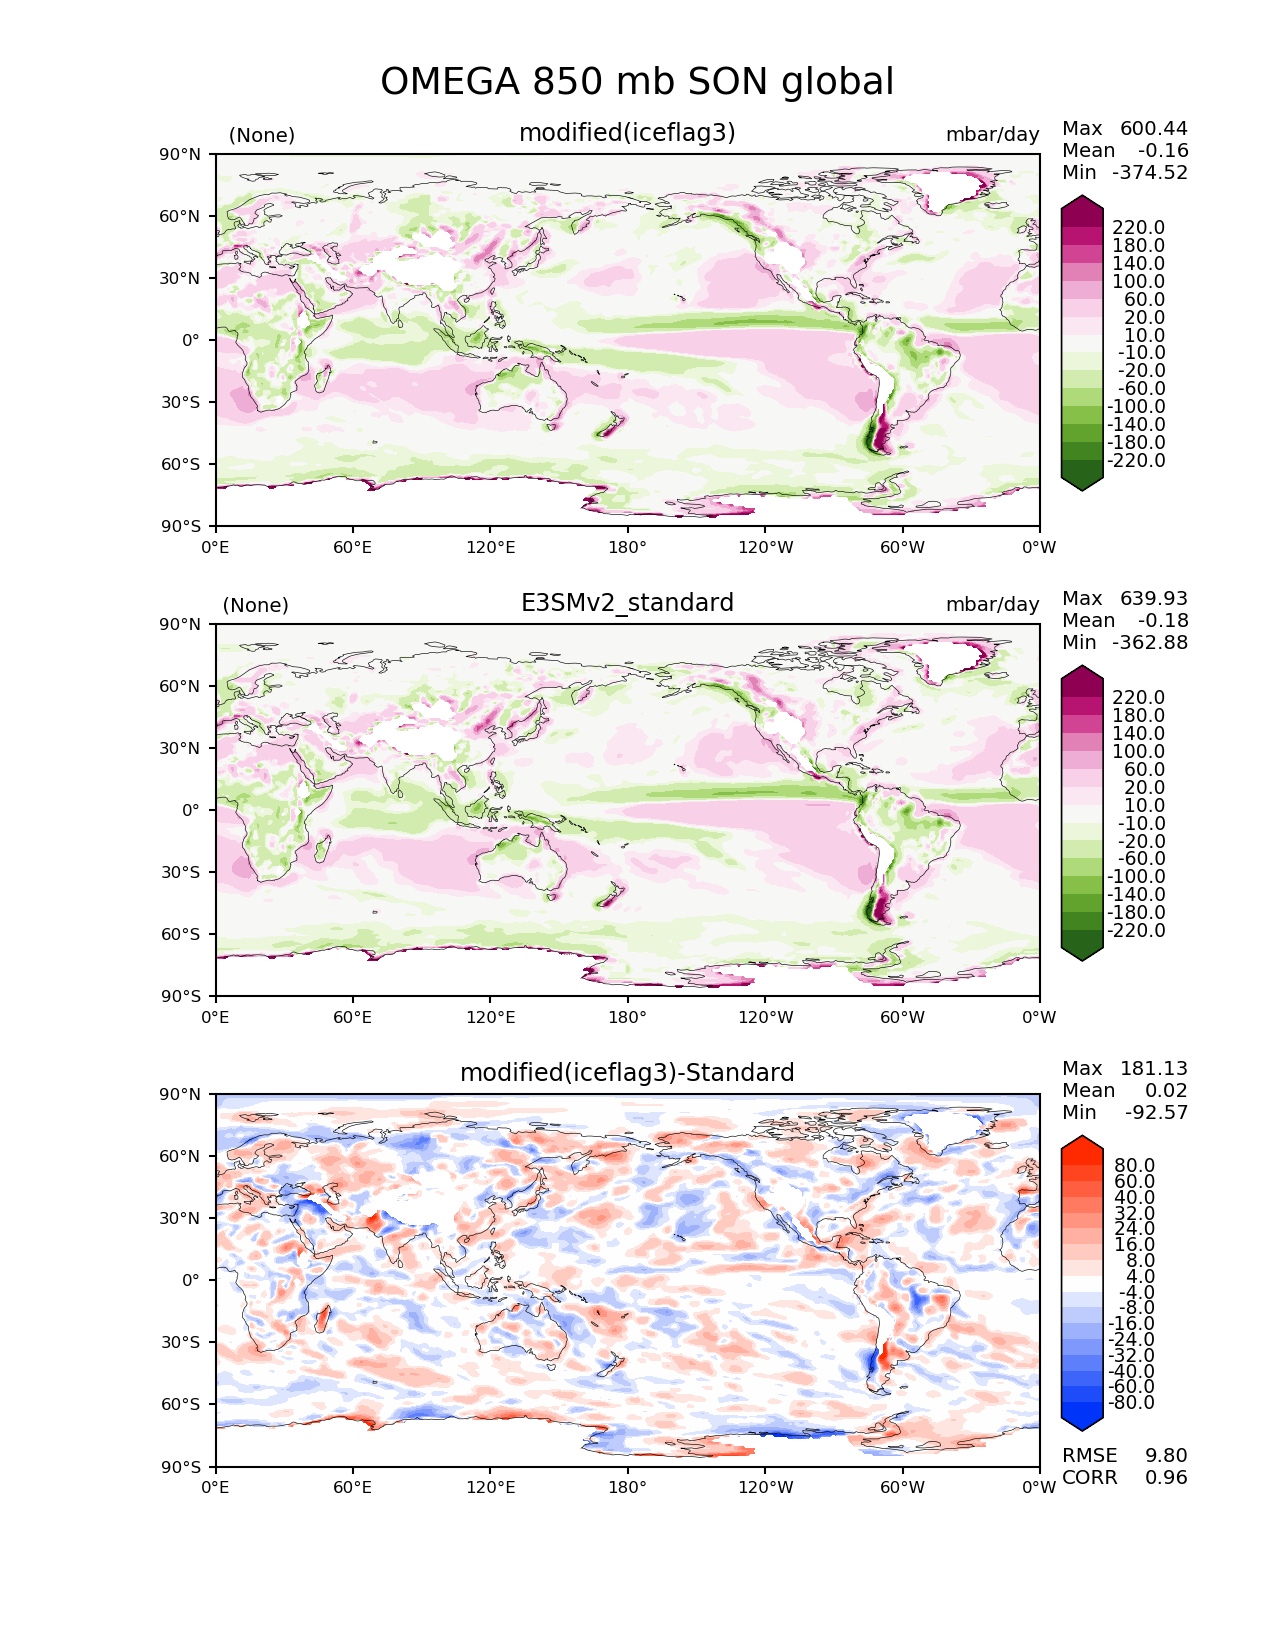 OMEGA 850 mb SON global
(None) modified(iceflag3) mbar/day
Max 600.44
Mean -0.16
Min -374.52
90°N
60°N
30°N
0°
30°S
60°S
90°S
0°E 60°E 120°E 180° 120°W 60°W 0°W
220.0
180.0
140.0
100.0
60.0
20.0
10.0
-10.0
-20.0
-60.0
-100.0
-140.0
-180.0
-220.0
(None) E3SMv2_standard mbar/day
Max 639.93
Mean -0.18
Min -362.88
90°N
60°N
30°N
0°
30°S
60°S
90°S
0°E 60°E 120°E 180° 120°W 60°W 0°W
220.0
180.0
140.0
100.0
60.0
20.0
10.0
-10.0
-20.0
-60.0
-100.0
-140.0
-180.0
-220.0
modified(iceflag3)-Standard
Max 181.13
Mean 0.02
Min -92.57
90°N
60°N
30°N
0°
30°S
60°S
90°S
0°E 60°E 120°E 180° 120°W 60°W 0°W
80.0
60.0
40.0
32.0
24.0
16.0
8.0
4.0
-4.0
-8.0
-16.0
-24.0
-32.0
-40.0
-60.0
-80.0
RMSE 9.80
CORR 0.96